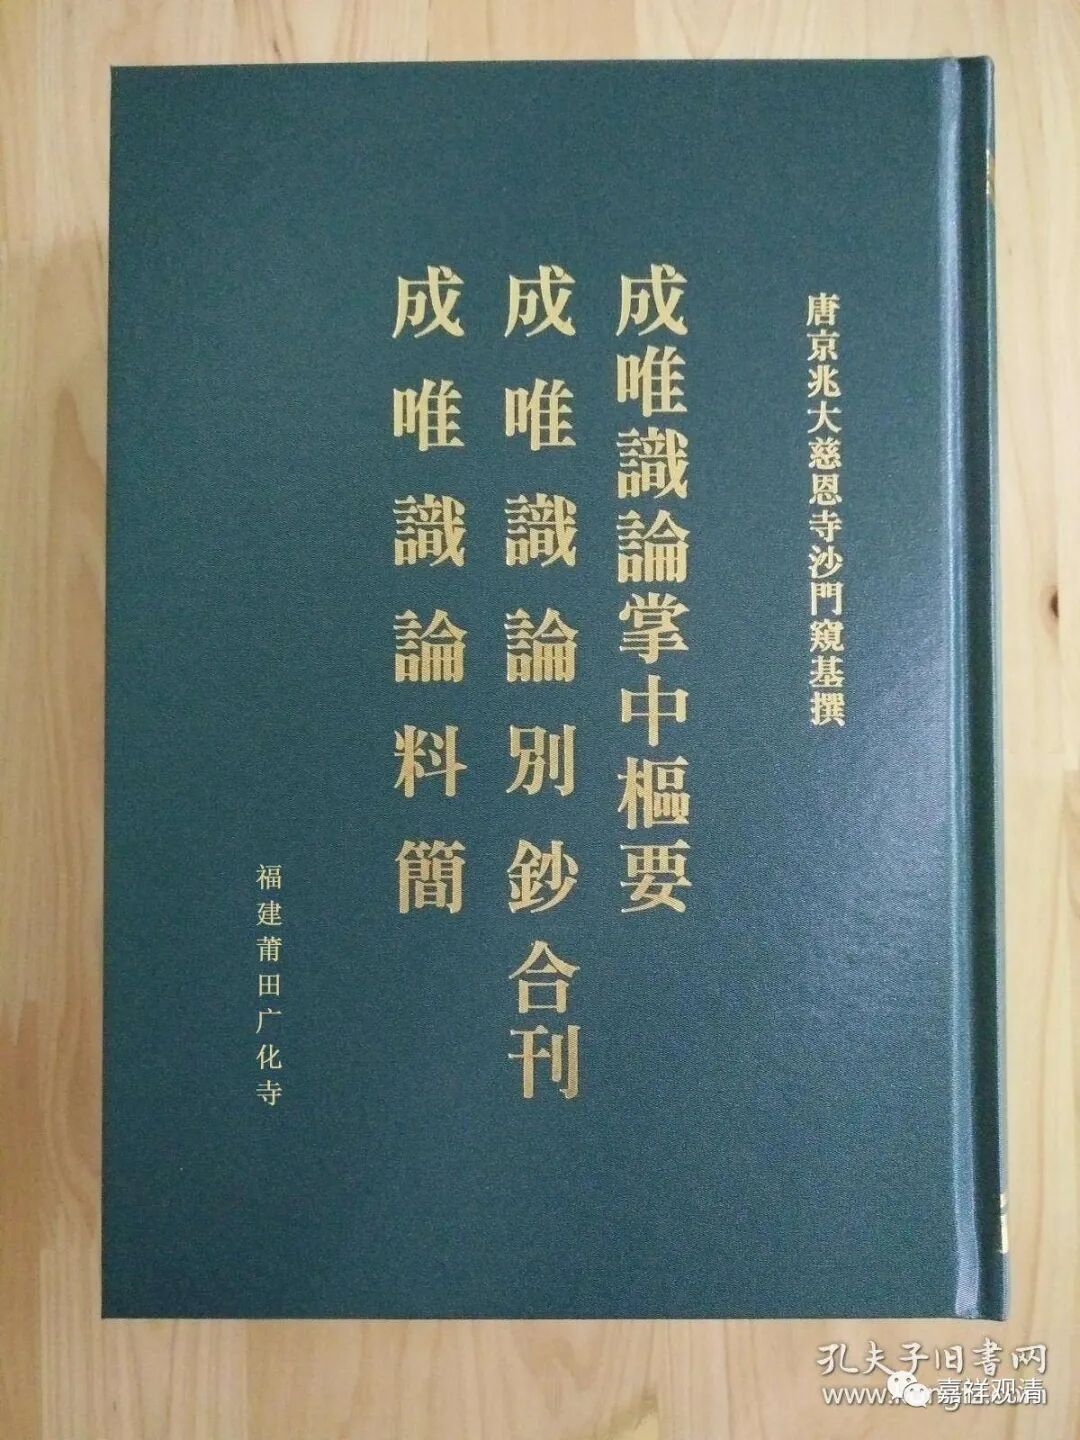 唐京兆大慈恩寺沙門窺基撰
成唯識論掌中樞要
成唯識論別鈔合刊
成唯識論料簡
福建莆田广化寺
孔夫子旧书网
嘉祥观清